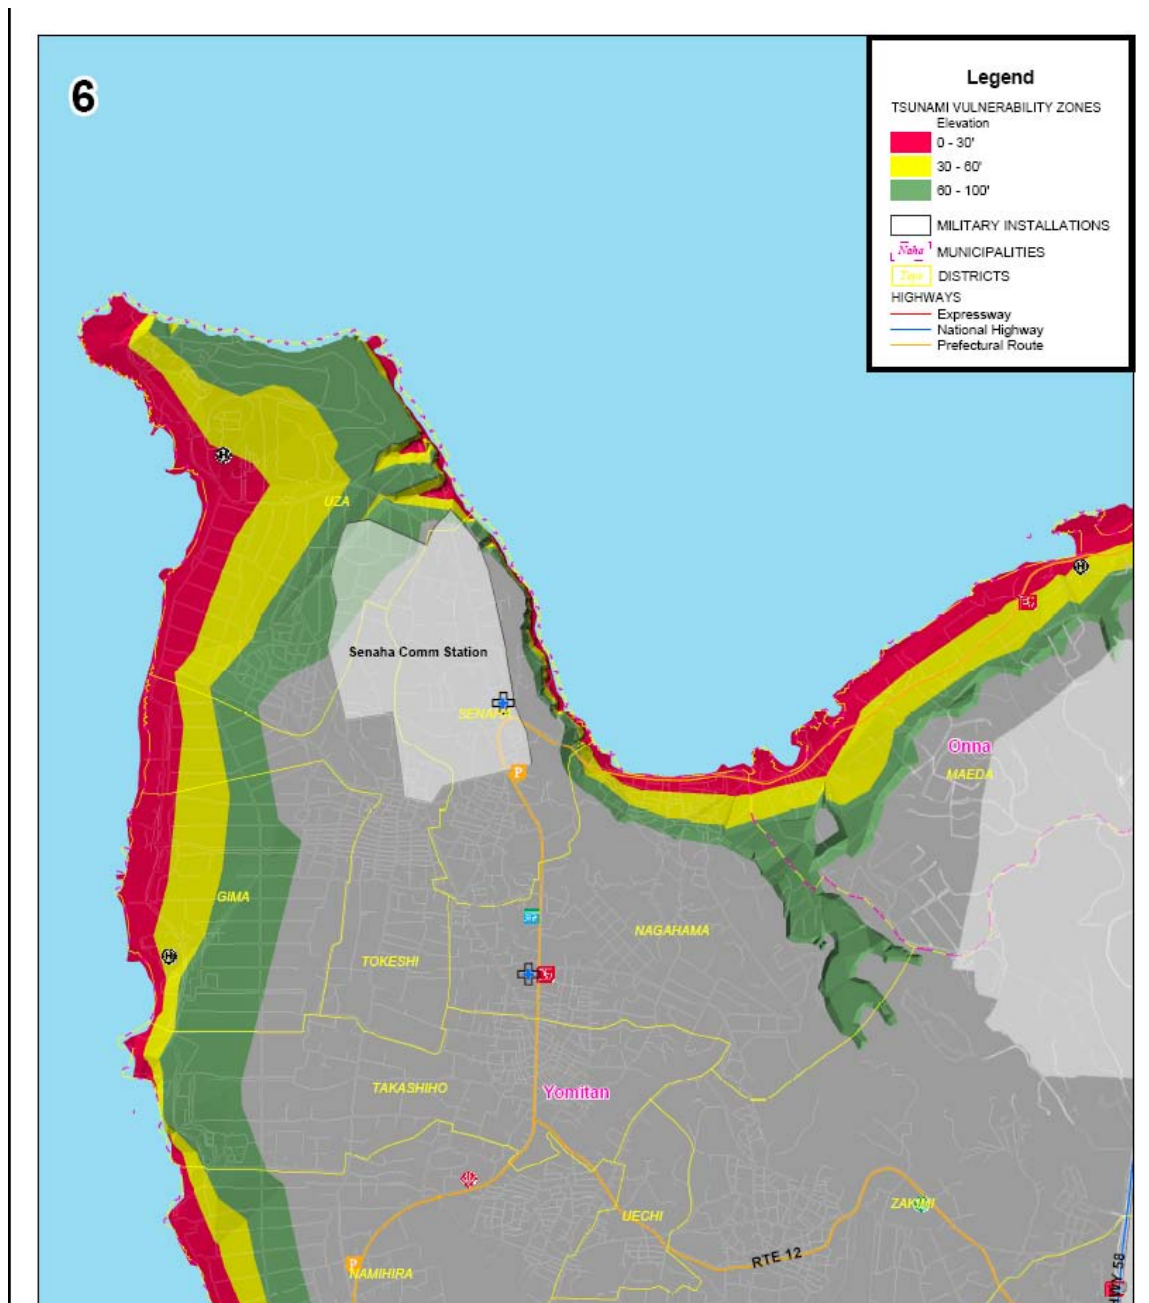 6
Legend
TSUNAMI VULNERABILITY ZONES
Elevation
0 - 30'
30 - 60'
60 - 100'
MILITARY INSTALLATIONS
Naha
MUNICIPALITIES
DISTRICTS
HIGHWAYS
Expressway
National Highway
Prefectural Route
H
UZA
H
Senaha Comm Station
SENAHA
Onna
MAEDA
P
GIMA
NAGAHAMA
TOKESHI
H
TAKASHIHO
Yomitan
ZAKIMI
UECHI
RTE 12
P
NAMIHIRA
HWY 58